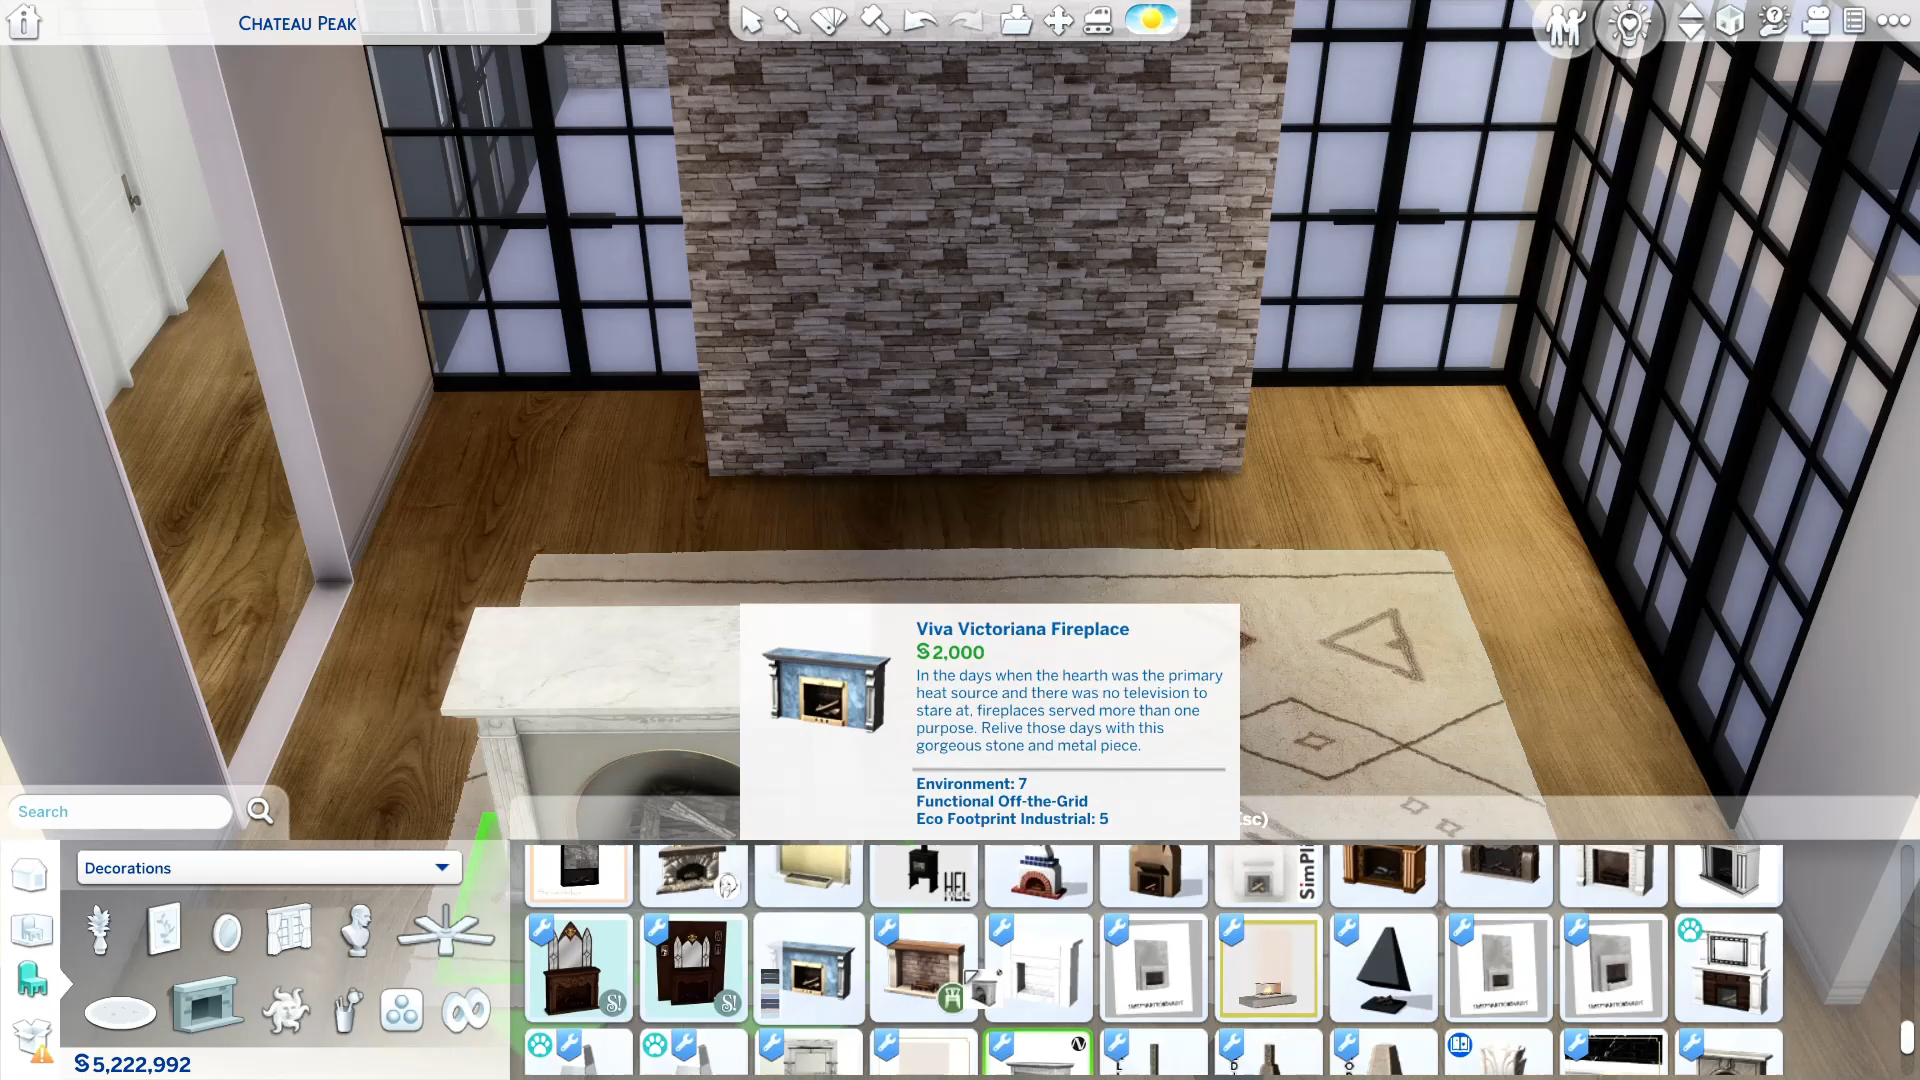 CHATEAU PEAK
Viva Victoriana Fireplace
§2,000
In the days when the hearth was the primary
heat source and there was no television to
stare at, fireplaces served more than one
purpose. Relive those days with this
gorgeous stone and metal piece.
Environment: 7
Functional Off-the-Grid
Eco Footprint Industrial: 5
Search
Decorations
HEL
SimPl
S!
S!
§5,222,992